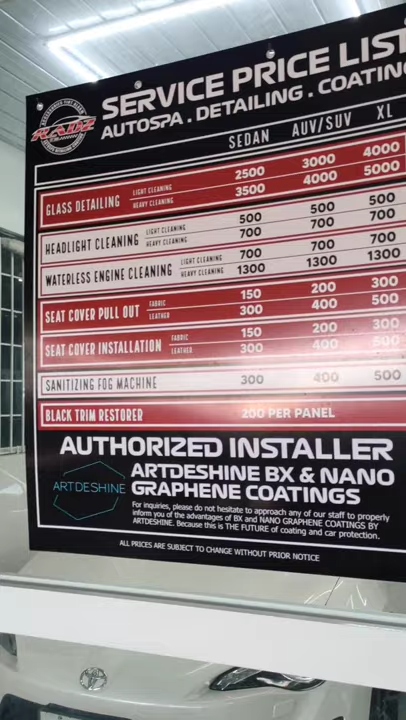 SERVICE PRICE LIST
AUTOSPA . DETAILING . COATING
SEDAN AUV/SUV XL
GLASS DETAILING
LIGHT CLEANING 2500 3000 4000
HEAVY CLEANING 3500 4000 5000
HEADLIGHT CLEANING
LIGHT CLEANING 500 500 500
HEAVY CLEANING 700 700 700
WATERLESS ENGINE CLEANING
LIGHT CLEANING 700 700 700
HEAVY CLEANING 1300 1300 1300
SEAT COVER PULL OUT
FABRIC 150 200 300
LEATHER 300 400 500
SEAT COVER INSTALLATION
FABRIC 150 200 300
LEATHER 300 400 500
SANITIZING FOG MACHINE 300 400 500
BLACK TRIM RESTORER 200 PER PANEL
AUTHORIZED INSTALLER
ARTDESHINE
ARTDESHINE BX & NANO
GRAPHENE COATINGS
For inquiries, please do not hesitate to approach any of our staff to properly
inform you of the advantages of BX and NANO GRAPHENE COATINGS BY
ARTDESHINE. Because this is THE FUTURE of coating and car protection.
ALL PRICES ARE SUBJECT TO CHANGE WITHOUT PRIOR NOTICE